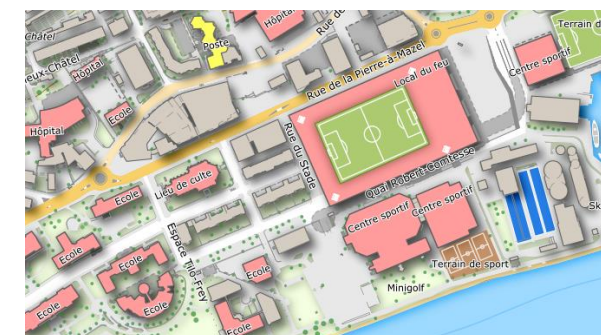 Hôpital
Rue de
Terrain d
Châtel
Poste
ieux-Châtel
Hôpital
Centre sportif
Rue de la Pierre-à-Mazel
Local du feu
Ecole
Hôpital
Rue du Stade
Quai Robert-Comtesse
Lieu de culte
Ecole
Centre sportif
Centre sportif
Sk
Espace Tilo-Frey
Ecole
Ecole
Ecole
Terrain de sport
Ecole
Ecole
Minigolf
Ecole
Ecole